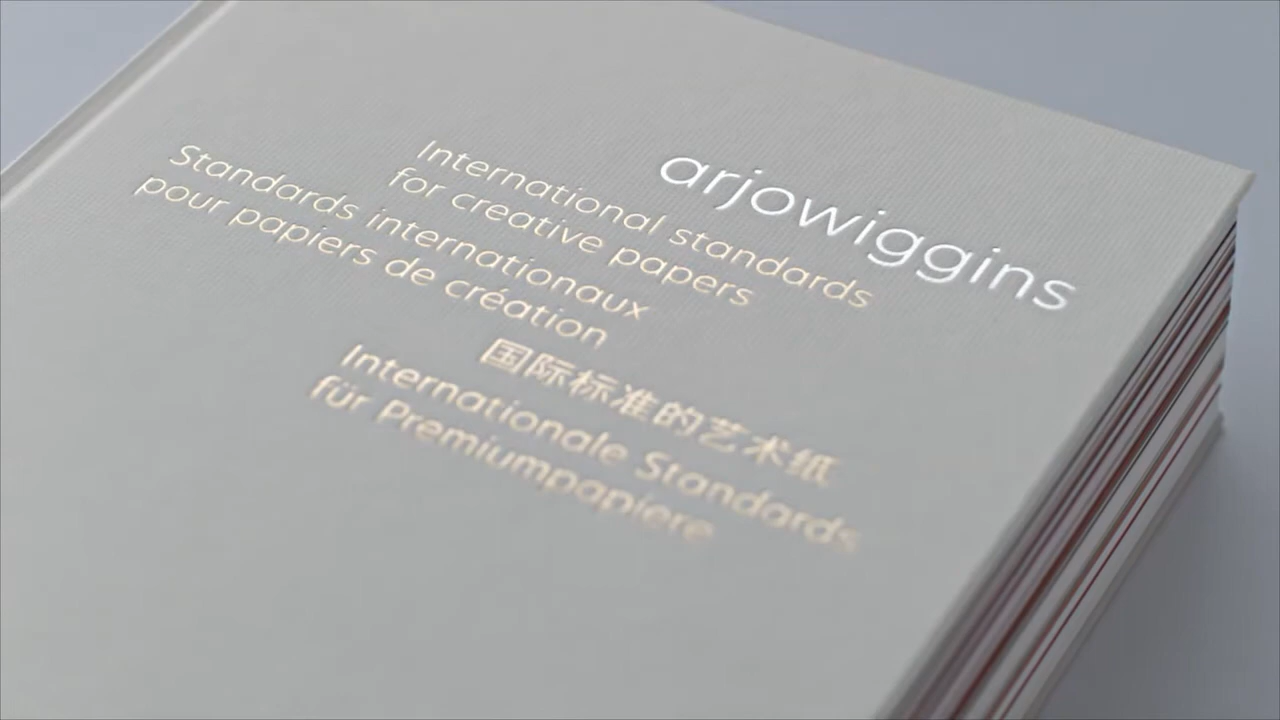 arjowiggins
International standards
for creative papers
Standards internationaux
pour papiers de création
国际标准的艺术纸
Internationale Standards
für Premiumpapiere